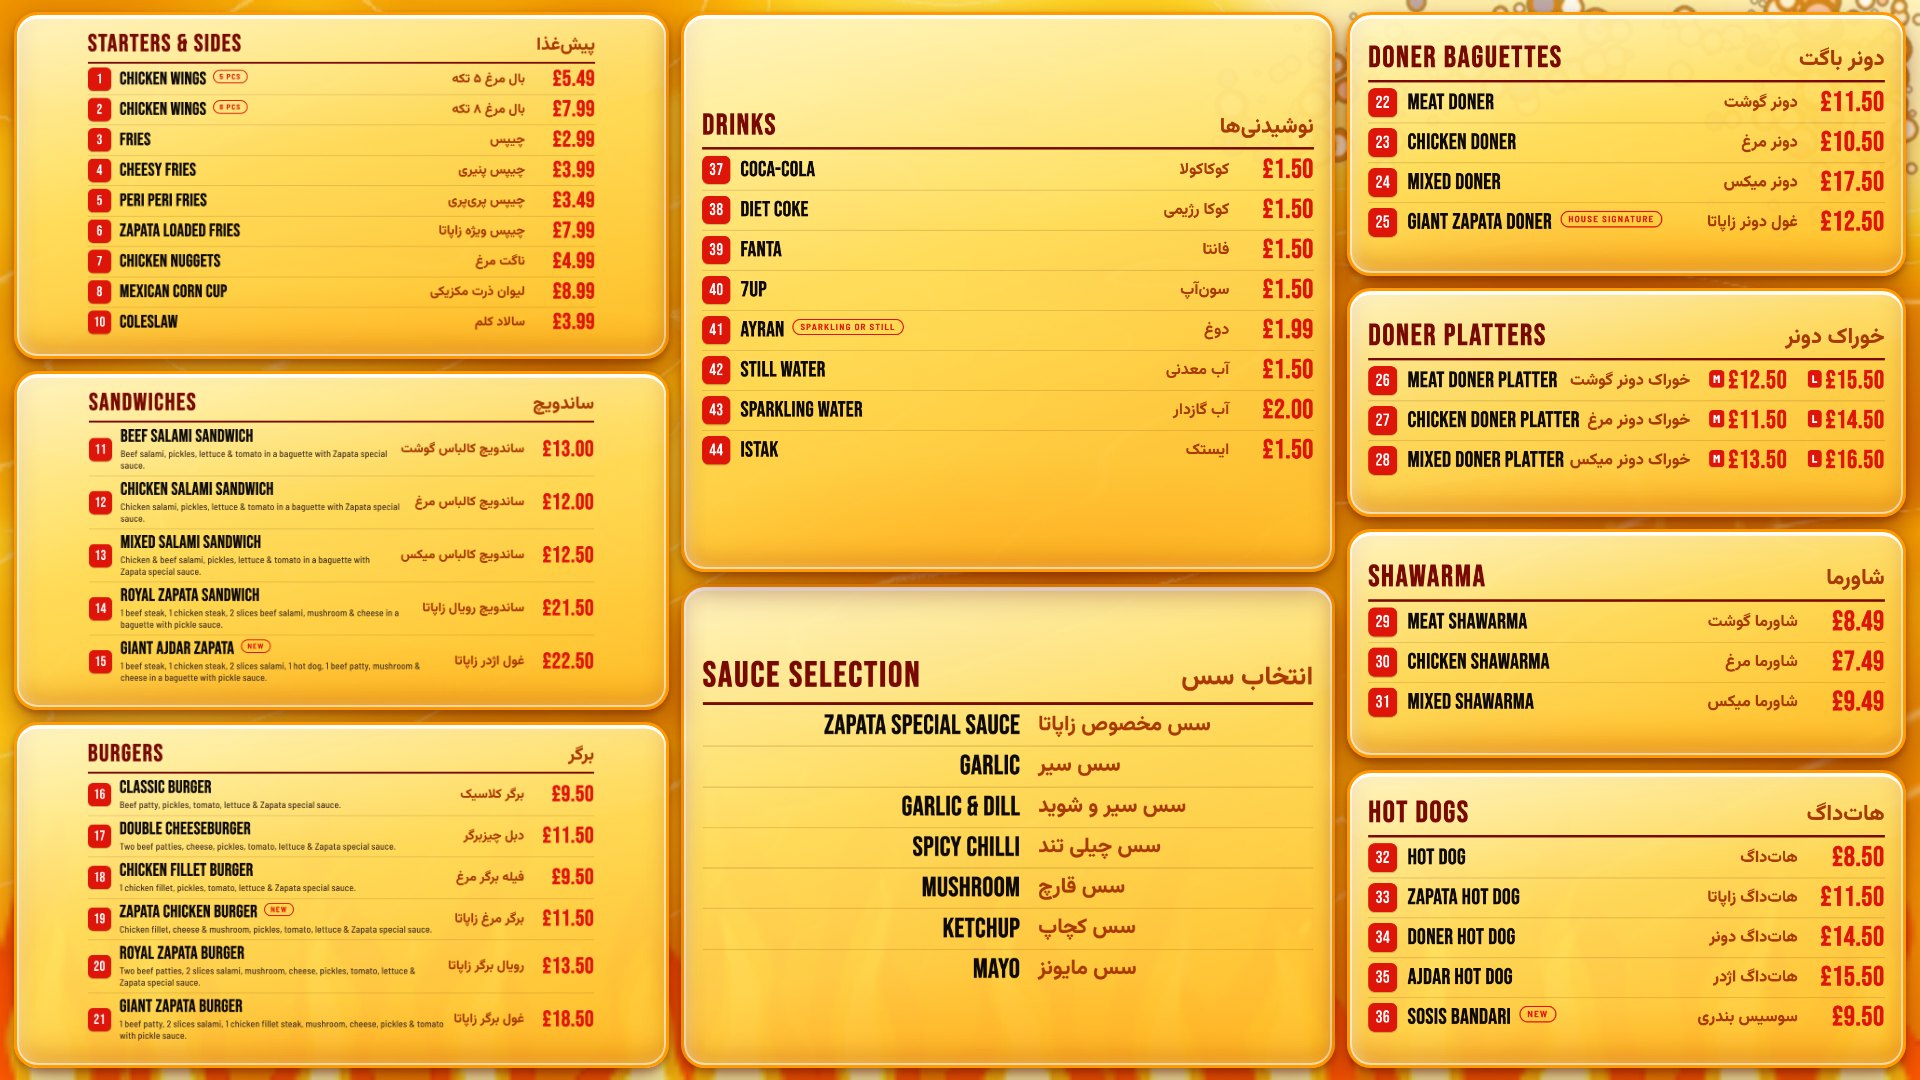 STARTERS & SIDES پیش‌غذا
1 CHICKEN WINGS 5 PCS بال مرغ ۵ تکه £5.49
2 CHICKEN WINGS 8 PCS بال مرغ ۸ تکه £7.99
3 FRIES چیپس £2.99
4 CHEESY FRIES چیپس پنیری £3.99
5 PERI PERI FRIES چیپس پری‌پری £3.49
6 ZAPATA LOADED FRIES چیپس ویژه زاپاتا £7.99
7 CHICKEN NUGGETS ناگت مرغ £4.99
8 MEXICAN CORN CUP لیوان ذرت مکزیکی £8.99
10 COLESLAW سالاد کلم £3.99
SANDWICHES ساندویچ
11 BEEF SALAMI SANDWICH ساندویچ کالباس گوشت £13.00
Beef salami, pickles, lettuce & tomato in a baguette with Zapata special
sauce.
12 CHICKEN SALAMI SANDWICH ساندویچ کالباس مرغ £12.00
Chicken salami, pickles, lettuce & tomato in a baguette with Zapata special
sauce.
13 MIXED SALAMI SANDWICH ساندویچ کالباس میکس £12.50
Chicken & beef salami, pickles, lettuce & tomato in a baguette with
Zapata special sauce.
14 ROYAL ZAPATA SANDWICH ساندویچ رویال زاپاتا £21.50
1 beef steak, 1 chicken steak, 2 slices beef salami, mushroom & cheese in a
baguette with pickle sauce.
15 GIANT AJDAR ZAPATA NEW غول اژدر زاپاتا £22.50
1 beef steak, 1 chicken steak, 2 slices salami, 1 hot dog, 1 beef patty, mushroom &
cheese in a baguette with pickle sauce.
BURGERS برگر
16 CLASSIC BURGER برگر کلاسیک £9.50
Beef patty, pickles, tomato, lettuce & Zapata special sauce.
17 DOUBLE CHEESEBURGER دبل چیزبرگر £11.50
Two beef patties, cheese, pickles, tomato, lettuce & Zapata special sauce.
18 CHICKEN FILLET BURGER فیله برگر مرغ £9.50
1 chicken fillet, pickles, tomato, lettuce & Zapata special sauce.
19 ZAPATA CHICKEN BURGER NEW برگر مرغ زاپاتا £11.50
Chicken fillet, cheese & mushroom, pickles, tomato, lettuce & Zapata special sauce.
20 ROYAL ZAPATA BURGER رویال برگر زاپاتا £13.50
Two beef patties, 2 slices salami, mushroom, cheese, pickles, tomato, lettuce &
Zapata special sauce.
21 GIANT ZAPATA BURGER غول برگر زاپاتا £18.50
1 beef patty, 2 slices salami, 1 chicken fillet steak, mushroom, cheese, pickles & tomato
with pickle sauce.
DRINKS نوشیدنی‌ها
37 COCA-COLA کوکاکولا £1.50
38 DIET COKE کوکا رژیمی £1.50
39 FANTA فانتا £1.50
40 7UP سون‌آپ £1.50
41 AYRAN SPARKLING OR STILL دوغ £1.99
42 STILL WATER آب معدنی £1.50
43 SPARKLING WATER آب گازدار £2.00
44 ISTAK ایستک £1.50
SAUCE SELECTION انتخاب سس
ZAPATA SPECIAL SAUCE سس مخصوص زاپاتا
GARLIC سس سیر
GARLIC & DILL سس سیر و شوید
SPICY CHILLI سس چیلی تند
MUSHROOM سس قارچ
KETCHUP سس کچاپ
MAYO سس مایونز
DONER BAGUETTES دونر باگت
22 MEAT DONER دونر گوشت £11.50
23 CHICKEN DONER دونر مرغ £10.50
24 MIXED DONER دونر میکس £17.50
25 GIANT ZAPATA DONER HOUSE SIGNATURE غول دونر زاپاتا £12.50
DONER PLATTERS خوراک دونر
26 MEAT DONER PLATTER خوراک دونر گوشت M £12.50 L £15.50
27 CHICKEN DONER PLATTER خوراک دونر مرغ M £11.50 L £14.50
28 MIXED DONER PLATTER خوراک دونر میکس M £13.50 L £16.50
SHAWARMA شاورما
29 MEAT SHAWARMA شاورما گوشت £8.49
30 CHICKEN SHAWARMA شاورما مرغ £7.49
31 MIXED SHAWARMA شاورما میکس £9.49
HOT DOGS هات‌داگ
32 HOT DOG هات‌داگ £8.50
33 ZAPATA HOT DOG هات‌داگ زاپاتا £11.50
34 DONER HOT DOG هات‌داگ دونر £14.50
35 AJDAR HOT DOG هات‌داگ اژدر £15.50
36 SOSIS BANDARI NEW سوسیس بندری £9.50